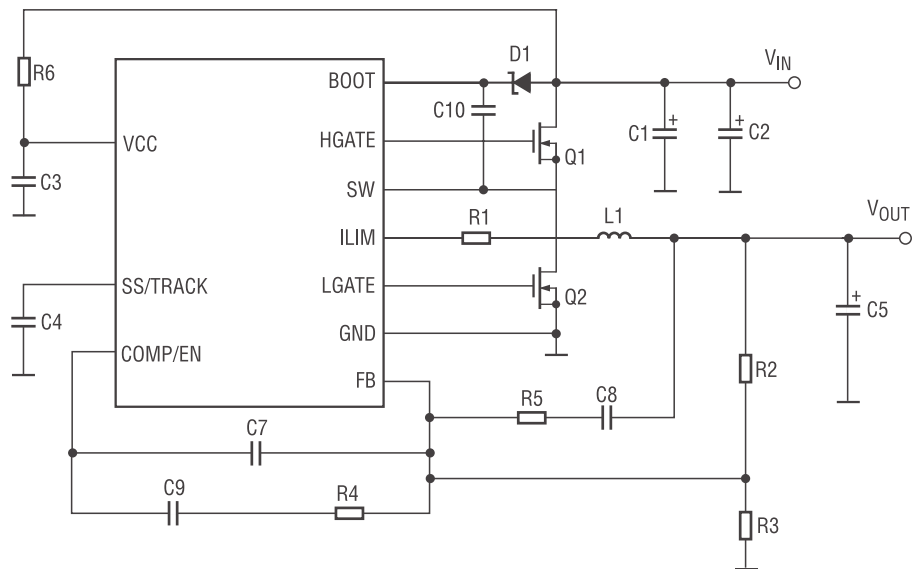 D1
V_IN
R6
BOOT
C10
C1
C2
VCC
HGATE
Q1
C3
SW
R1
L1
V_OUT
ILIM
SS/TRACK
LGATE
Q2
C4
C5
GND
COMP/EN
R2
FB
R5
C8
C7
C9
R4
R3